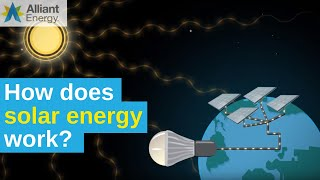 Alliant
Energy.
How does
solar energy
work?